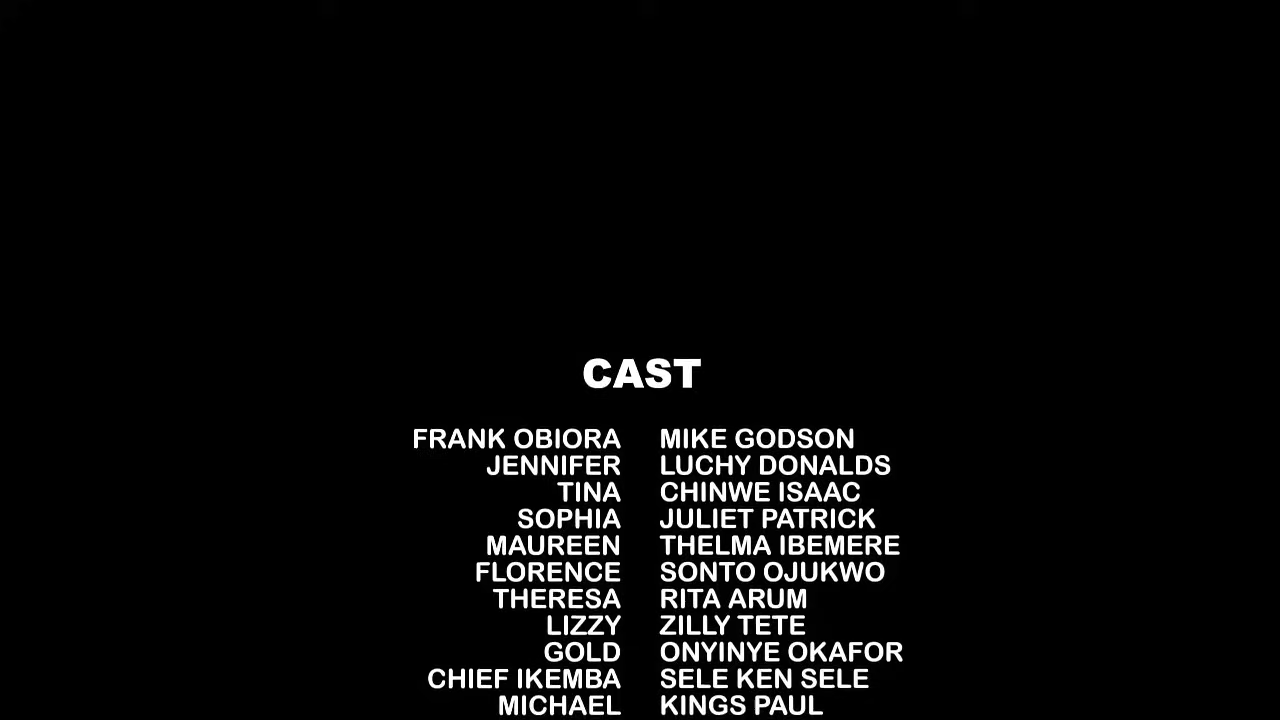 CAST
FRANK OBIORA MIKE GODSON
JENNIFER LUCHY DONALDS
TINA CHINWE ISAAC
SOPHIA JULIET PATRICK
MAUREEN THELMA IBEMERE
FLORENCE SONTO OJUKWO
THERESA RITA ARUM
LIZZY ZILLY TETE
GOLD ONYINYE OKAFOR
CHIEF IKEMBA SELE KEN SELE
MICHAEL KINGS PAUL